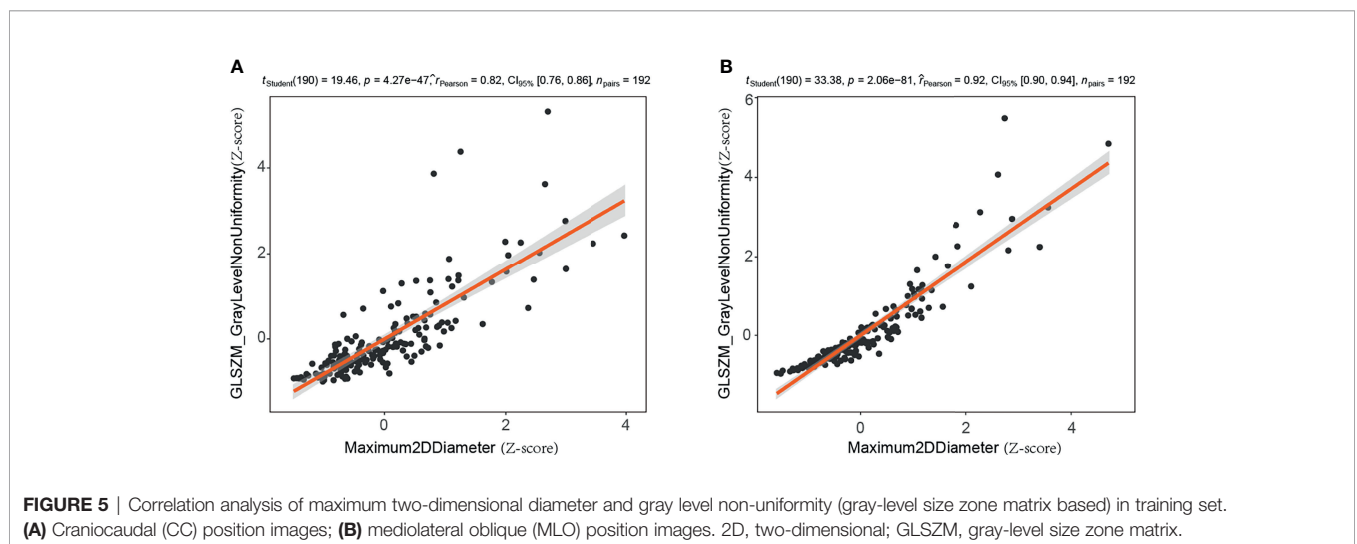 A
t_Student(190) = 19.46, p = 4.27e−47, r̂_Pearson = 0.82, CI_95% [0.76, 0.86], n_pairs = 192
GLSZM_GrayLevelNonUniformity(Z-score)
4
2
0
0 2 4
Maximum2DDiameter (Z-score)
B
t_Student(190) = 33.38, p = 2.06e−81, r̂_Pearson = 0.92, CI_95% [0.90, 0.94], n_pairs = 192
GLSZM_GrayLevelNonUniformity(Z-score)
6
4
2
0
0 2 4
Maximum2DDiameter (Z-score)
FIGURE 5 | Correlation analysis of maximum two-dimensional diameter and gray level non-uniformity (gray-level size zone matrix based) in training set.
(A) Craniocaudal (CC) position images; (B) mediolateral oblique (MLO) position images. 2D, two-dimensional; GLSZM, gray-level size zone matrix.